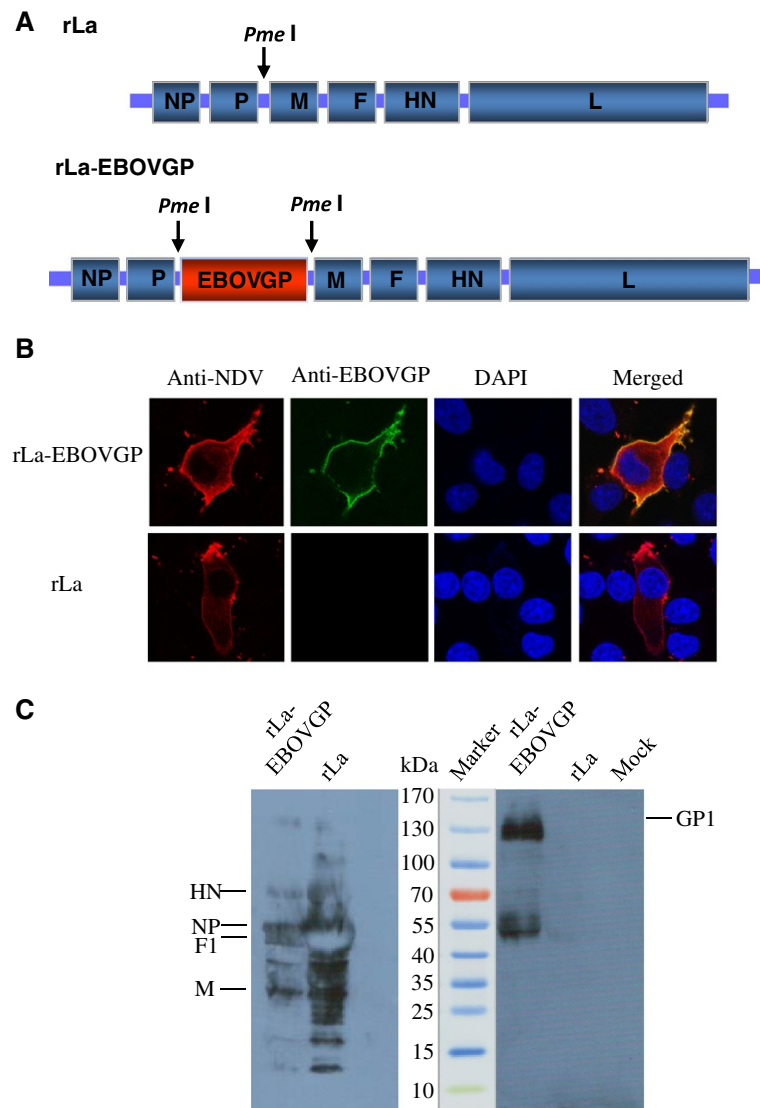 A
rLa
Pme I
NP P M F HN L
rLa-EBOVGP
Pme I Pme I
NP P EBOVGP M F HN L
B
Anti-NDV Anti-EBOVGP DAPI Merged
rLa-EBOVGP
rLa
C
rLa-
EBOVGP
rLa
kDa
Marker
rLa-
EBOVGP
rLa
Mock
170
130
100
70
55
40
35
25
15
10
HN
NP
F1
M
GP1